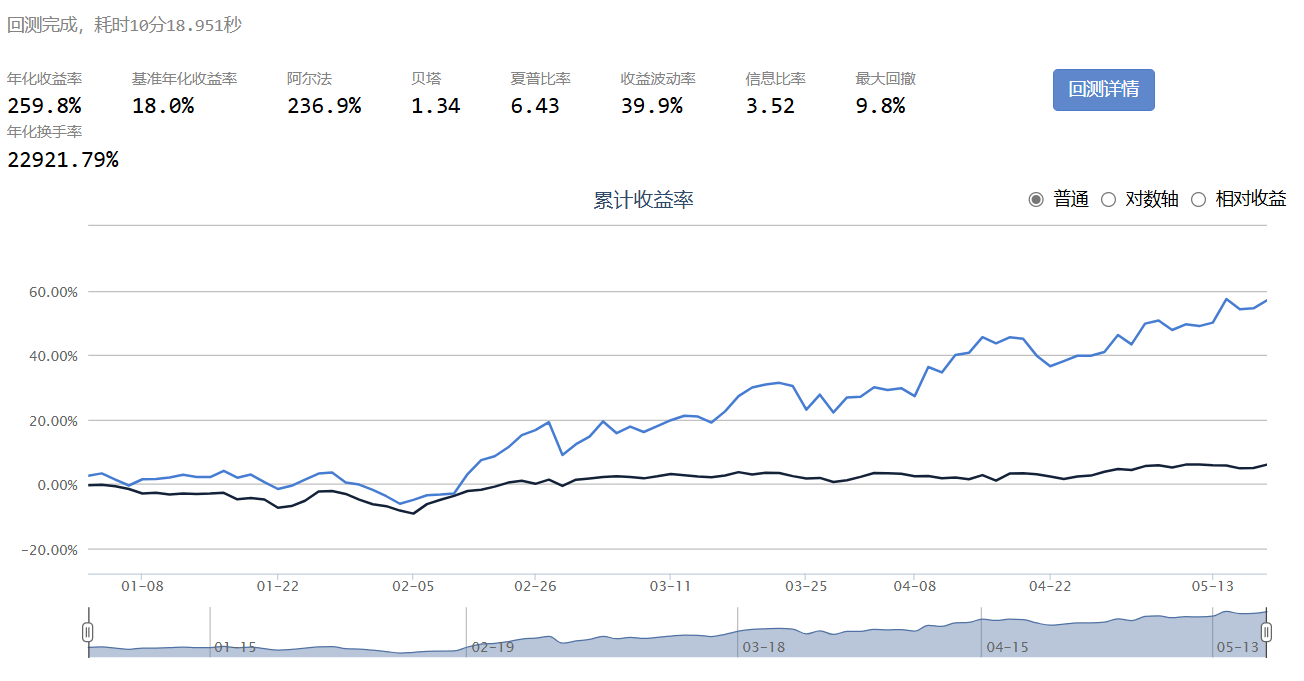 回测完成，耗时10分18.951秒
年化收益率 基准年化收益率 阿尔法 贝塔 夏普比率 收益波动率 信息比率 最大回撤
259.8% 18.0% 236.9% 1.34 6.43 39.9% 3.52 9.8%
回测详情
年化换手率
22921.79%
累计收益率
普通 对数轴 相对收益
60.00%
40.00%
20.00%
0.00%
-20.00%
01-08 01-22 02-05 02-26 03-11 03-25 04-08 04-22 05-13
01-15 02-19 03-18 04-15 05-13